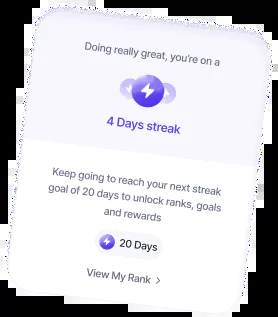 Doing really great, you're on a
4 Days streak
Keep going to reach your next streak
goal of 20 days to unlock ranks, goals
and rewards
20 Days
View My Rank